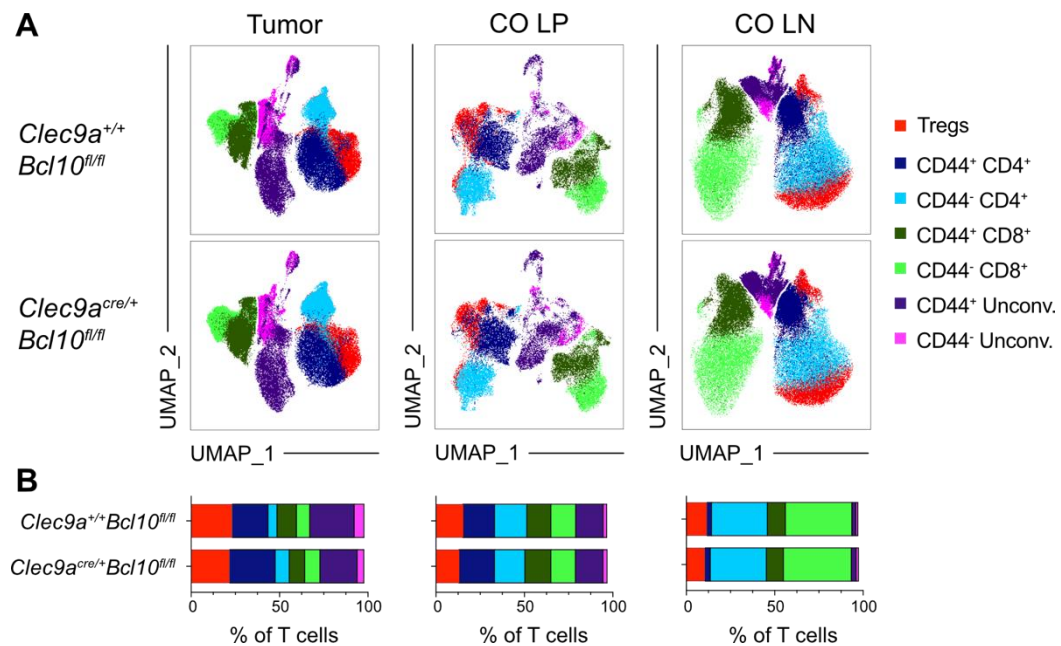 A
Tumor
CO LP
CO LN
Clec9a+/+
Bcl10fl/fl
Clec9acre/+
Bcl10fl/fl
UMAP_2
UMAP_2
UMAP_2
UMAP_1
UMAP_1
UMAP_1
Tregs
CD44+ CD4+
CD44- CD4+
CD44+ CD8+
CD44- CD8+
CD44+ Unconv.
CD44- Unconv.
B
Clec9a+/+Bcl10fl/fl
Clec9acre/+Bcl10fl/fl
0 50 100
0 50 100
0 50 100
% of T cells
% of T cells
% of T cells